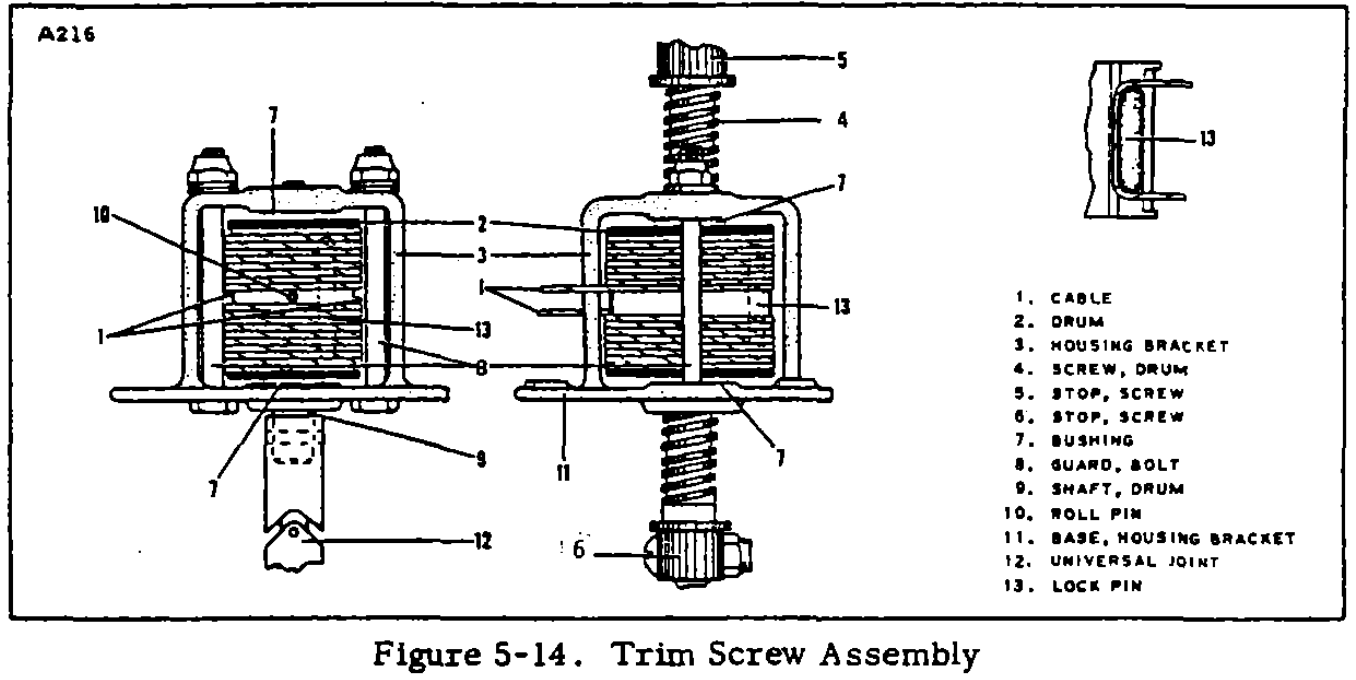 A216
7
10
1
2
3
1
13
8
7
9
12
5
4
7
13
11
7
6
13
1. CABLE
2. DRUM
3. HOUSING BRACKET
4. SCREW, DRUM
5. STOP, SCREW
6. STOP, SCREW
7. BUSHING
8. GUARD, BOLT
9. SHAFT, DRUM
10. ROLL PIN
11. BASE, HOUSING BRACKET
12. UNIVERSAL JOINT
13. LOCK PIN
Figure 5-14. Trim Screw Assembly